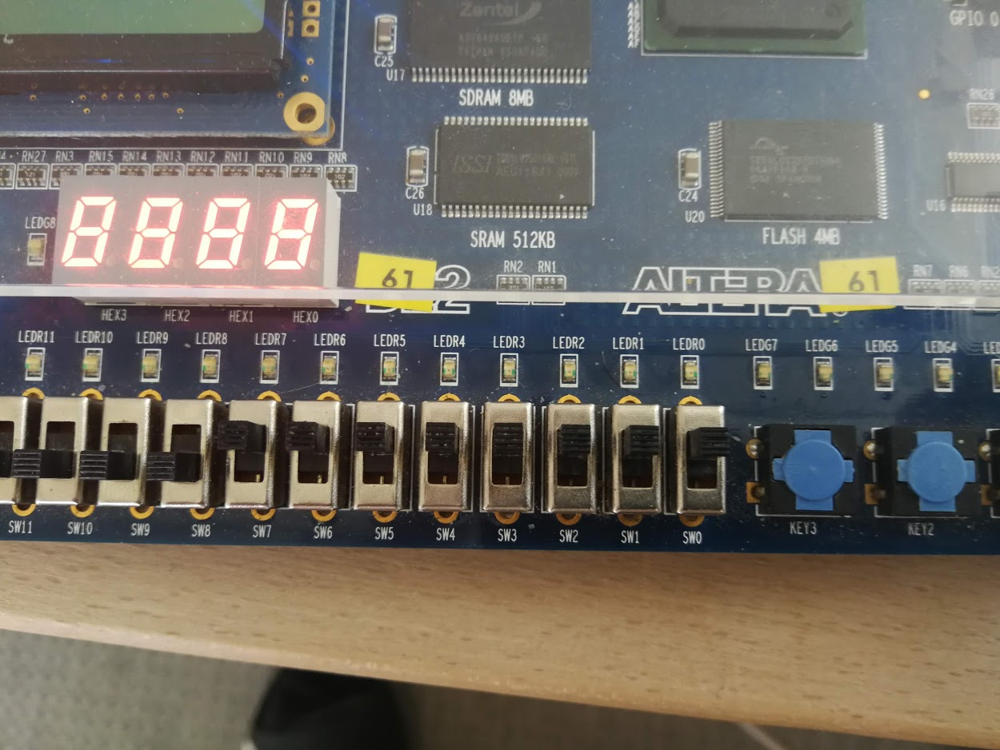 Zentel
C25
U17
SDRAM 8MB
GPIO 0
RN26
RN27
RN3
RN15
RN14
RN13
RN12
RN11
RN10
RN9
RN8
ISSI
C26
U18
C24
U20
U16
LEDG8
8888
SRAM 512KB
FLASH 4MB
61
RN2
RN1
ALTERA
61
RN7
RN6
HEX3
HEX2
HEX1
HEX0
LEDR11
LEDR10
LEDR9
LEDR8
LEDR7
LEDR6
LEDR5
LEDR4
LEDR3
LEDR2
LEDR1
LEDR0
LEDG7
LEDG6
LEDG5
LEDG4
SW11
SW10
SW9
SW8
SW7
SW6
SW5
SW4
SW3
SW2
SW1
SW0
KEY3
KEY2